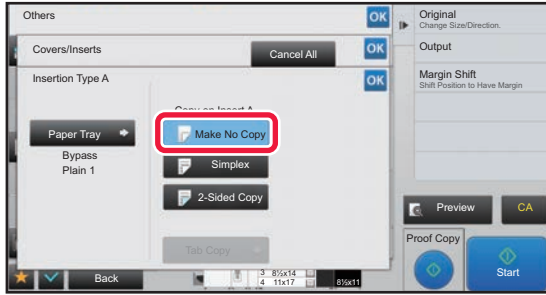 Others
OK
Covers/Inserts
Cancel All
OK
Insertion Type A
OK
Copy on Insert A
Paper Tray
Bypass
Plain 1
Make No Copy
Simplex
2-Sided Copy
Tab Copy
Back
3 8½x14
4 11x17
8½x11
Original
Change Size/Direction.
Output
Margin Shift
Shift Position to Have Margin
Preview
CA
Proof Copy
Start